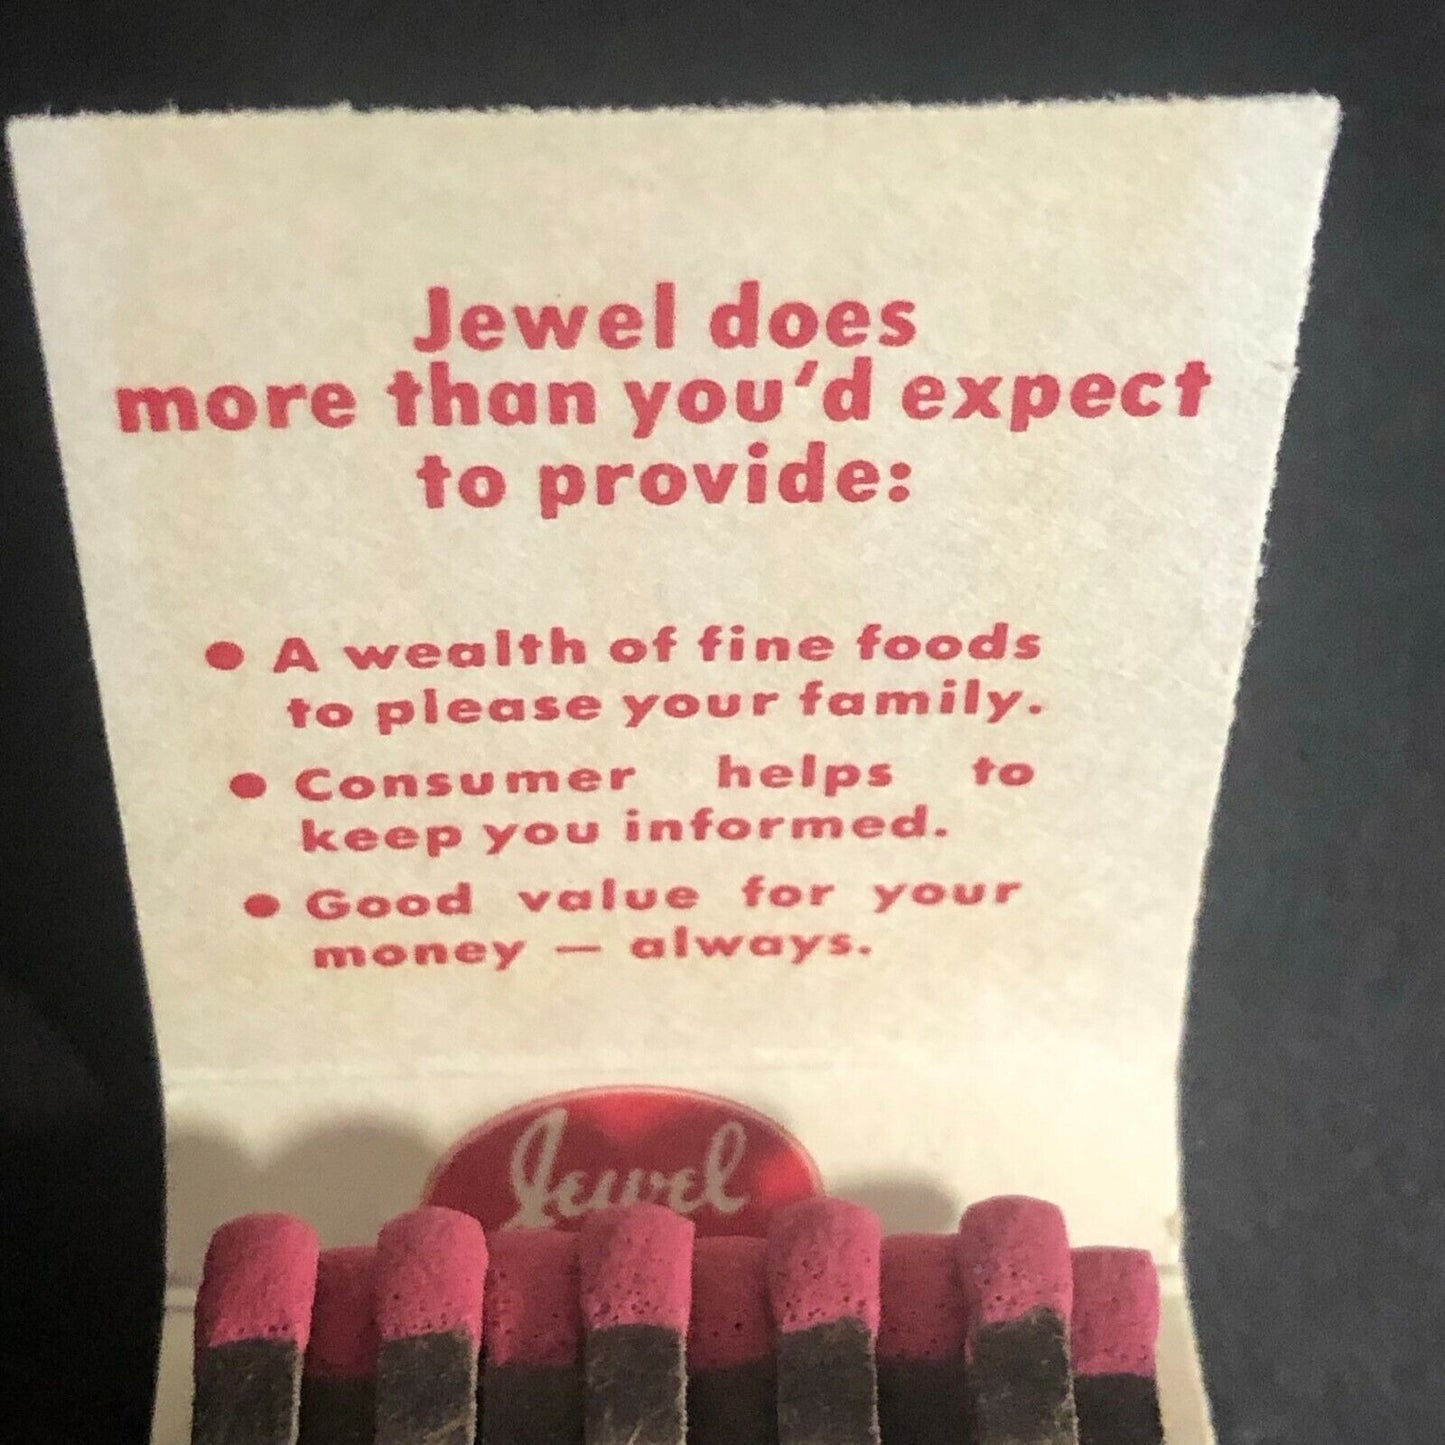 Jewel does
more than you'd expect
to provide:
● A wealth of fine foods
to please your family.
● Consumer helps to
keep you informed.
● Good value for your
money — always.
Jewel